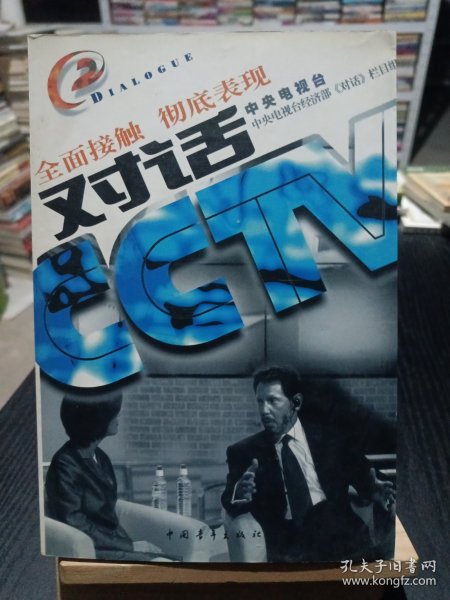 2
DIALOGUE
全面接触 彻底表现
对话
中央电视台
中央电视台经济部《对话》栏目组
CCTV
中国青年出版社
孔夫子旧书网
www.kongfz.com